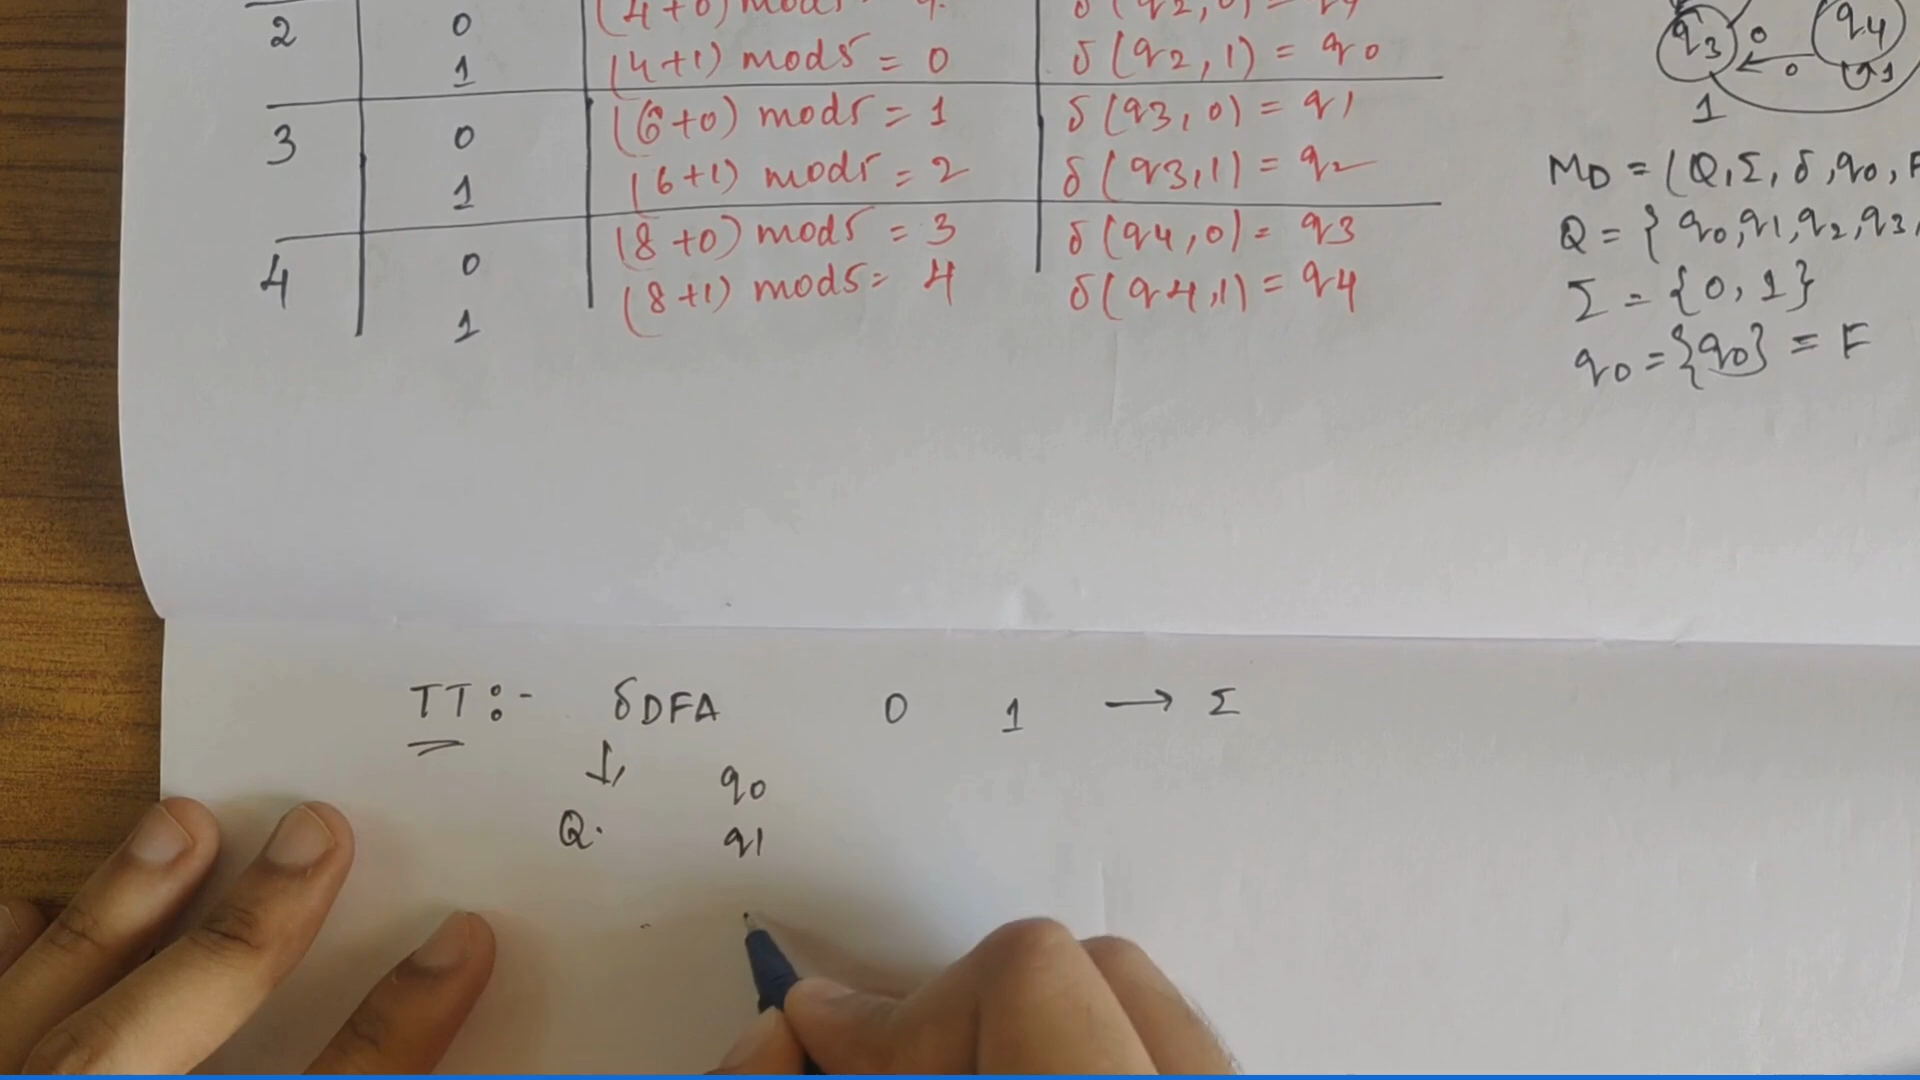 2 0 (4+0) mod5 = 4 δ(q2,0) = q4
1 (4+1) mod5 = 0 δ(q2,1) = q0
3 0 (6+0) mod5 = 1 δ(q3,0) = q1
1 (6+1) mod5 = 2 δ(q3,1) = q2
4 0 (8+0) mod5 = 3 δ(q4,0) = q3
1 (8+1) mod5 = 4 δ(q4,1) = q4
q3 0 q4
0 1
1
MD = (Q,Σ,δ,q0,F
Q = { q0,q1,q2,q3,
Σ = {0,1}
q0 = {q0} = F
TT:- δDFA 0 1 → Σ
↓ q0
Q. q1